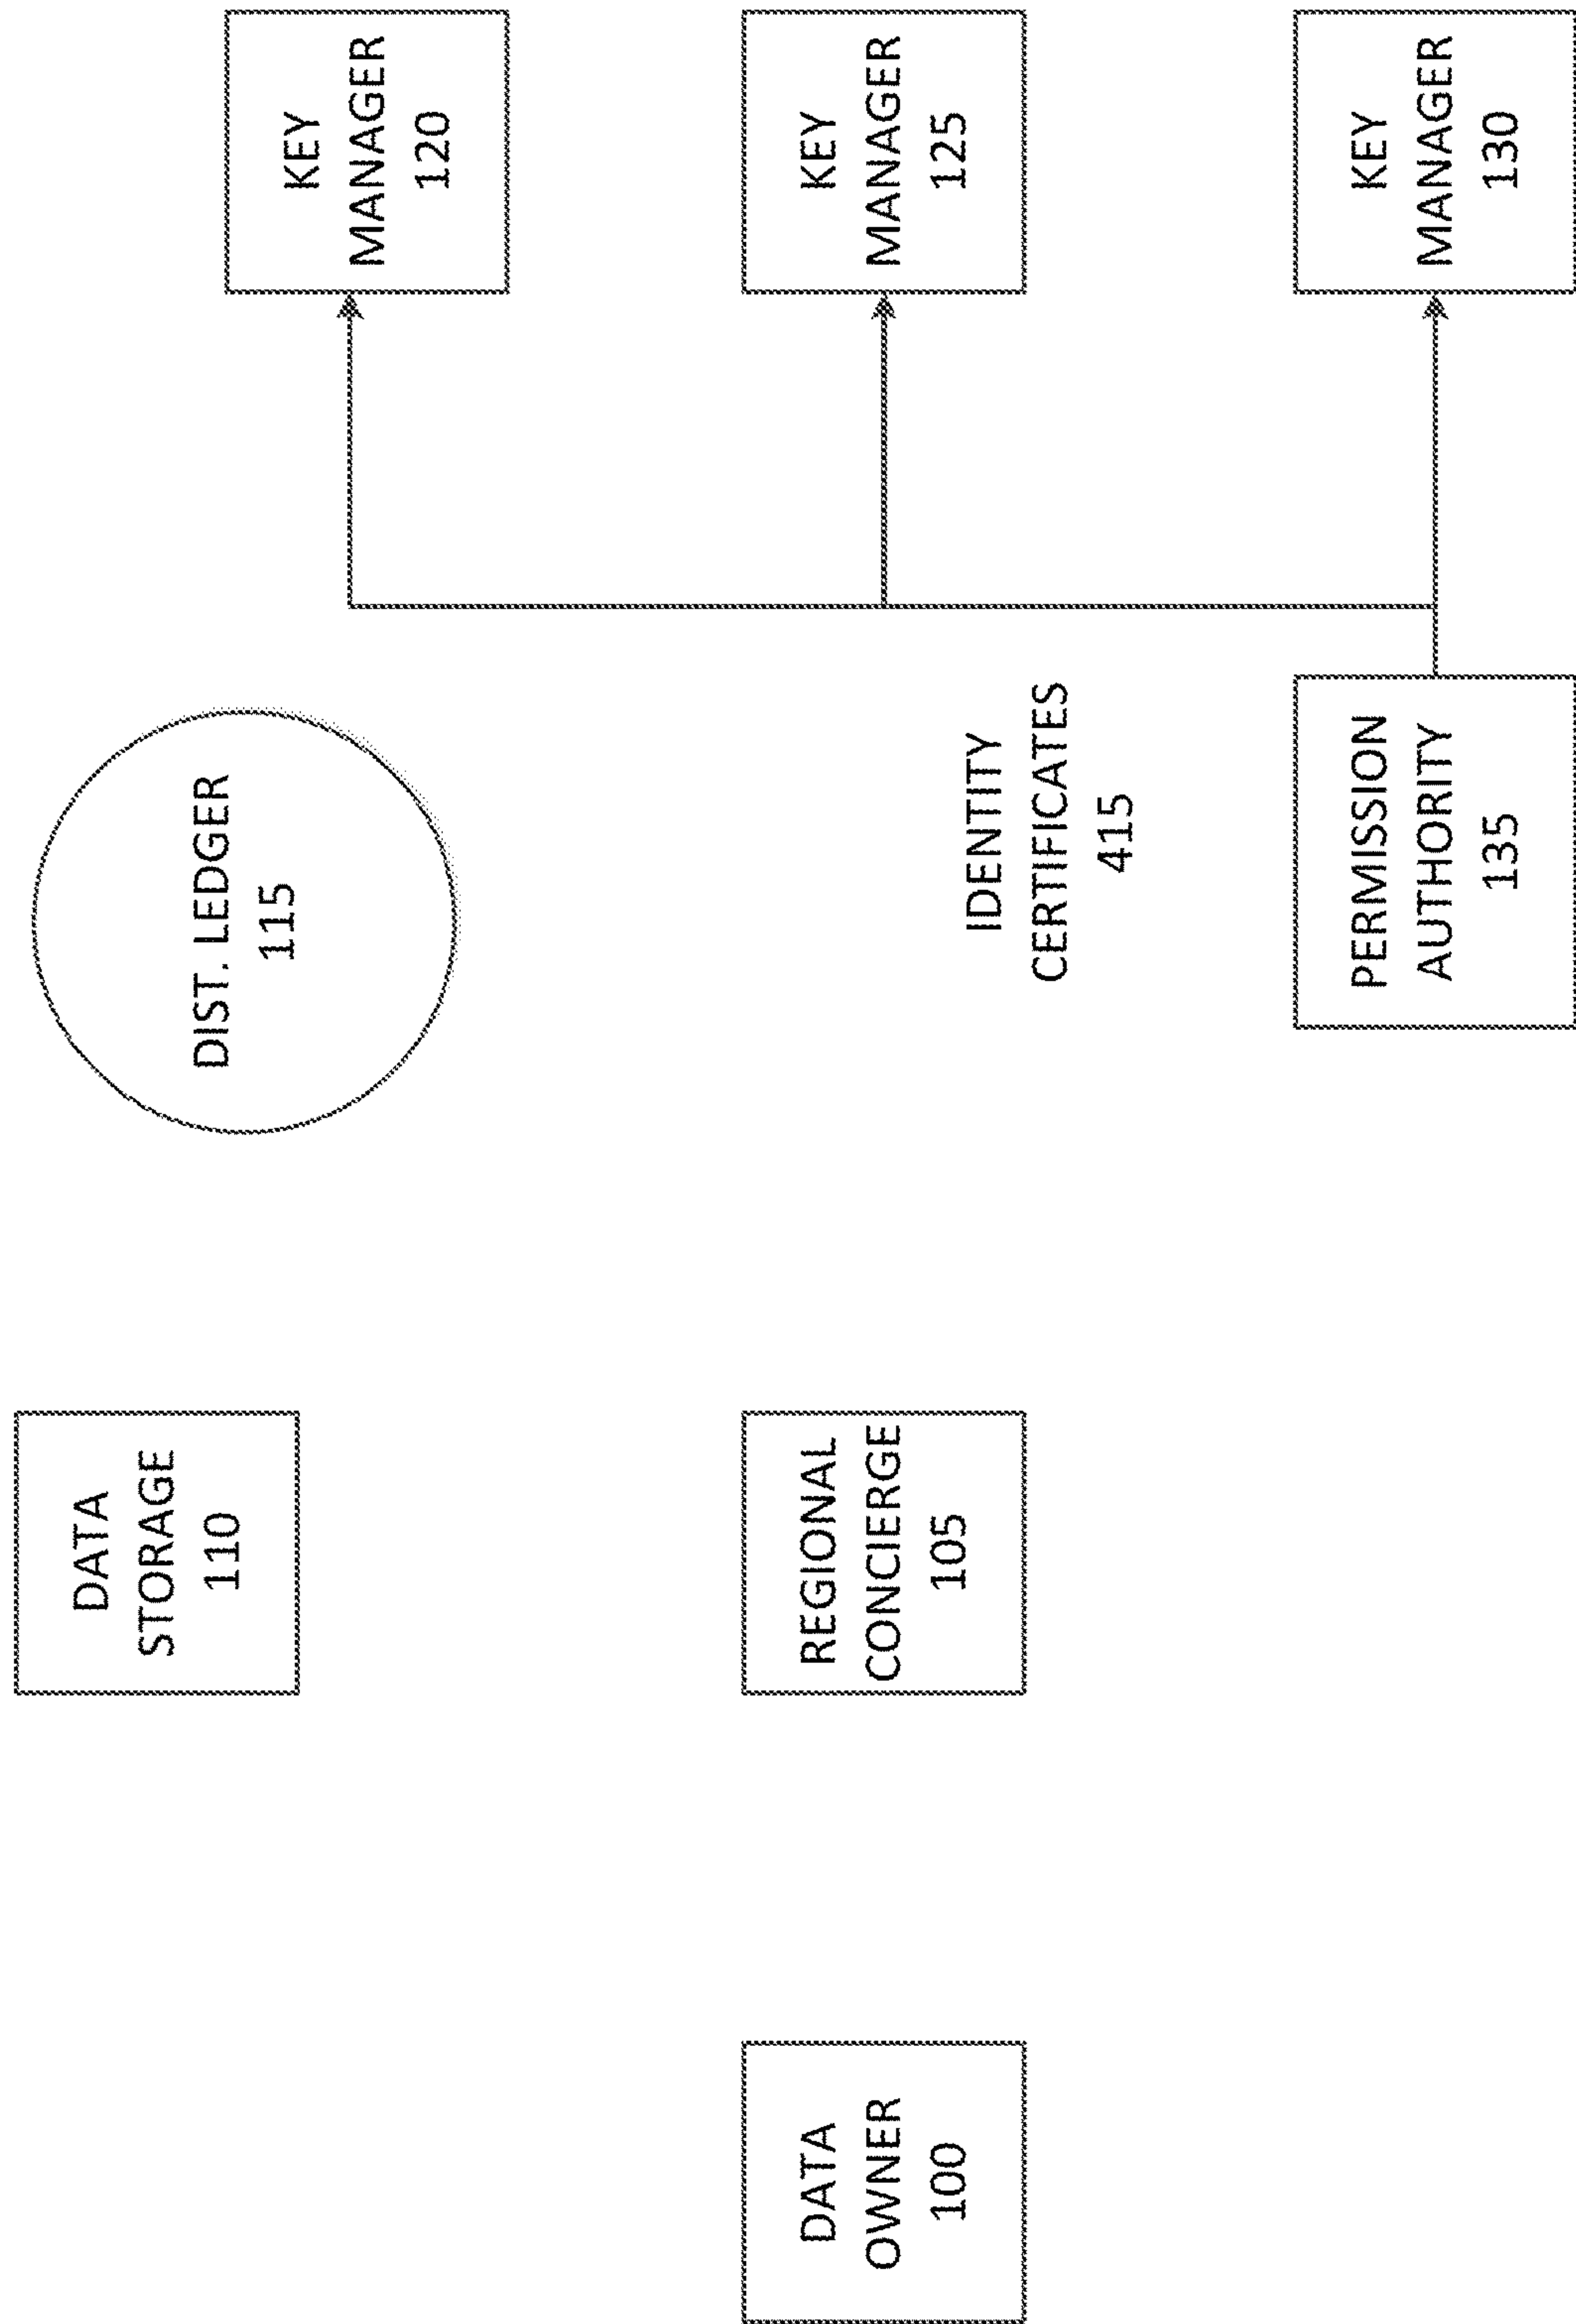 DATA
STORAGE
110
DIST. LEDGER
115
KEY
MANAGER
120
DATA
OWNER
100
REGIONAL
CONCIERGE
105
KEY
MANAGER
125
IDENTITY
CERTIFICATES
415
PERMISSION
AUTHORITY
135
KEY
MANAGER
130